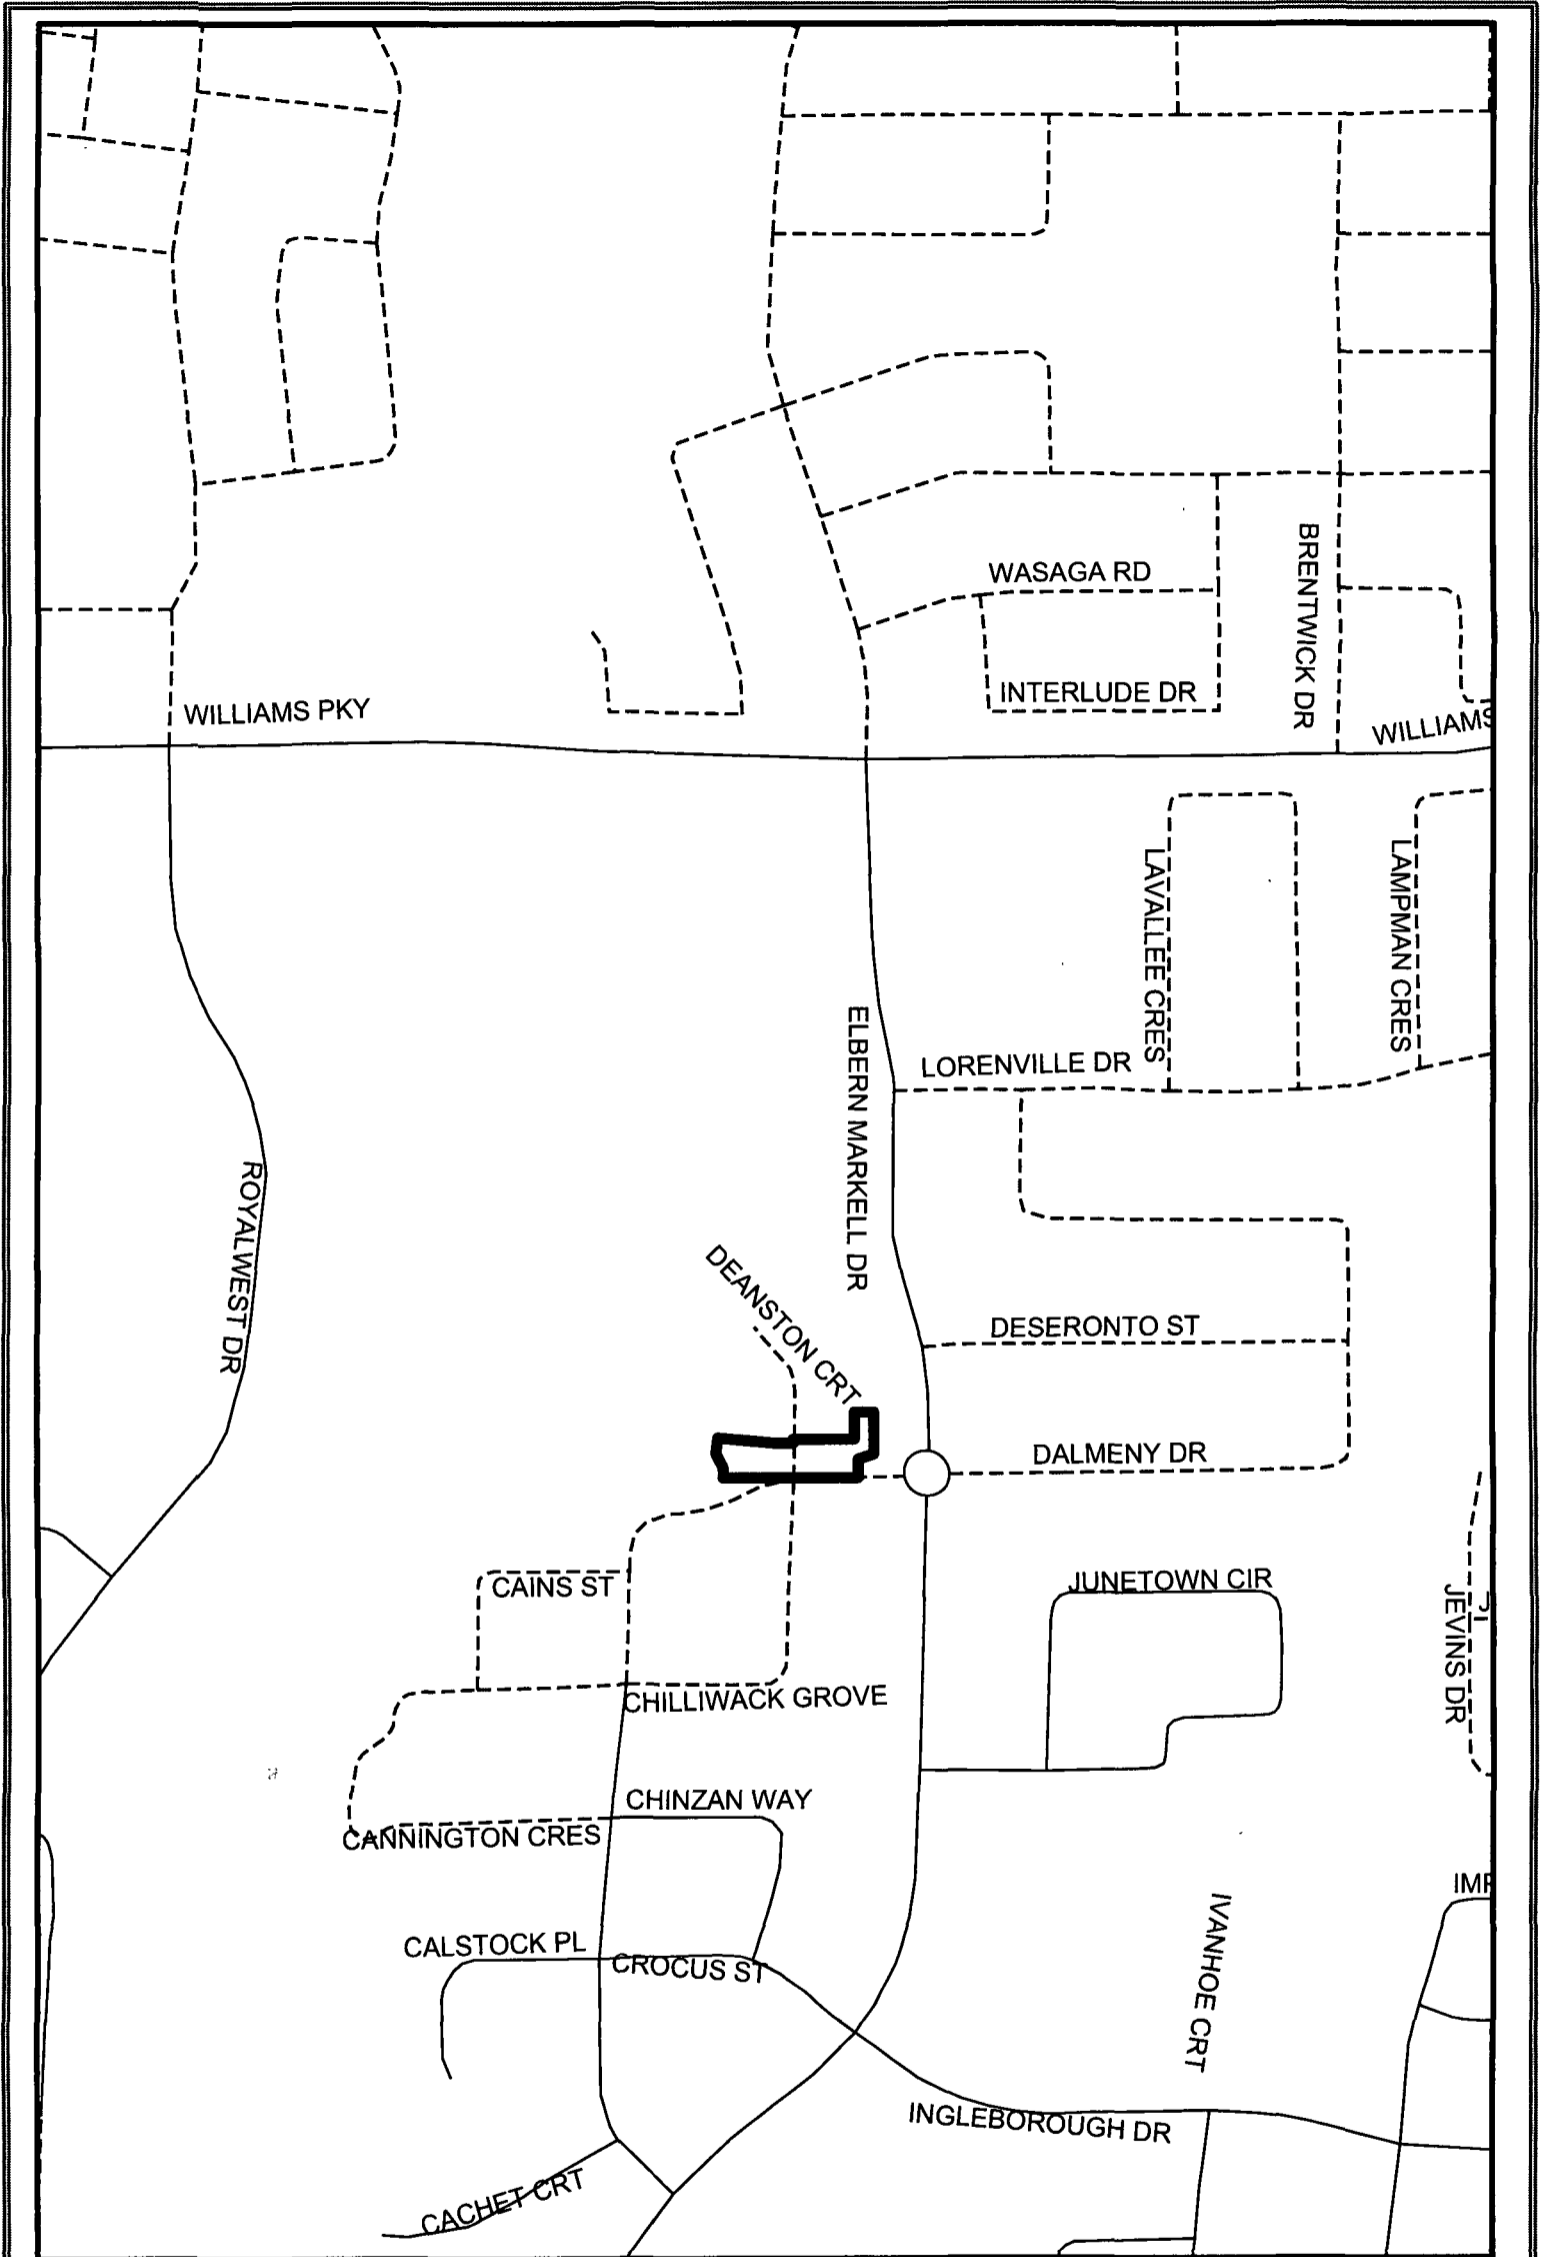 WASAGA RD
BRENTWICK DR
INTERLUDE DR
WILLIAMS PKY
WILLIAMS
LAVALLEE CRES
LAMPMAN CRES
ELBERN MARKELL DR
LORENVILLE DR
ROYALWEST DR
DEANSTON CRT
DESERONTO ST
DALMENY DR
CAINS ST
JUNETOWN CIR
J
JEVINS DR
CHILLIWACK GROVE
CHINZAN WAY
CANNINGTON CRES
IMP
IVANHOE CRT
CALSTOCK PL
CROCUS ST
INGLEBOROUGH DR
CACHET CRT